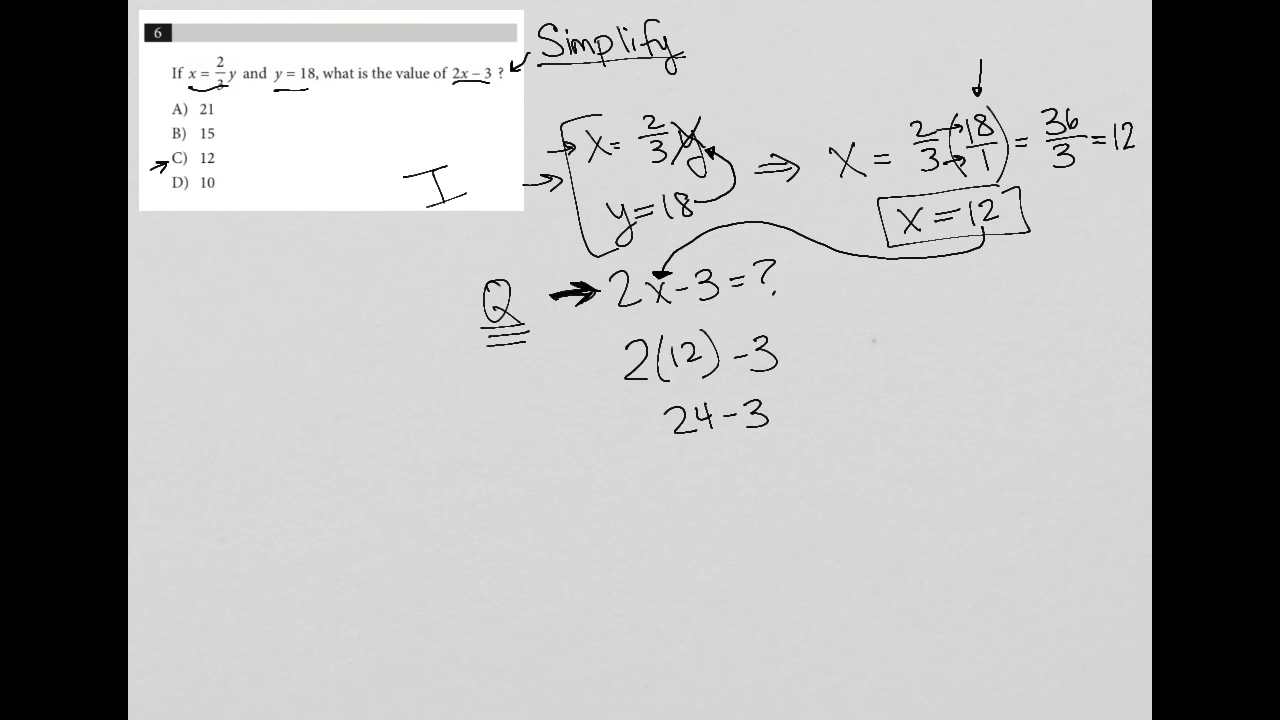 6
If x = 2/3 y and y = 18, what is the value of 2x – 3 ?
A) 21
B) 15
C) 12
D) 10
Simplify
I
x = 2/3 y
y = 18
x = 2/3 (18/1) = 36/3 = 12
x = 12
Q → 2x - 3 = ?
2(12) - 3
24 - 3